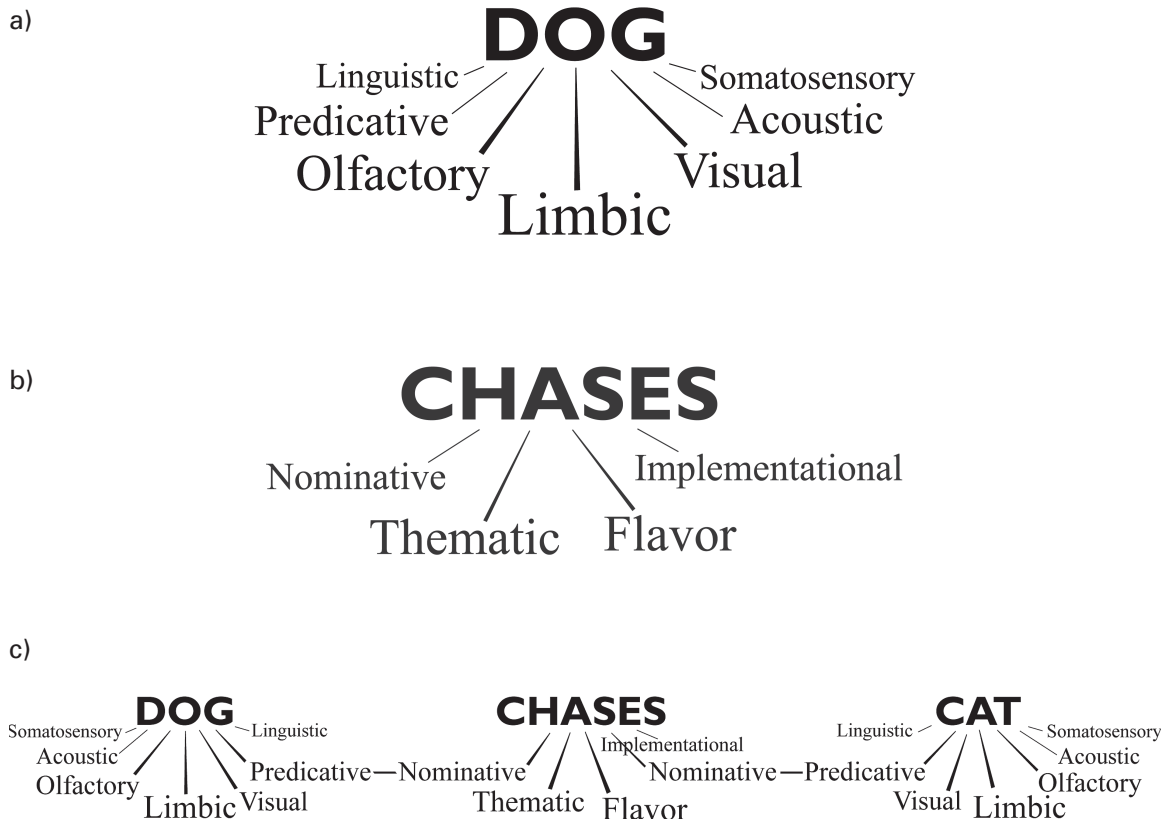 a)
DOG
Linguistic
Somatosensory
Predicative
Acoustic
Olfactory
Visual
Limbic
b)
CHASES
Nominative
Implementational
Thematic
Flavor
c)
DOG
CHASES
CAT
Somatosensory
Linguistic
Linguistic
Somatosensory
Implementational
Acoustic
Acoustic
Predicative
Nominative
Nominative
Predicative
Olfactory
Olfactory
Limbic
Visual
Thematic
Flavor
Visual
Limbic